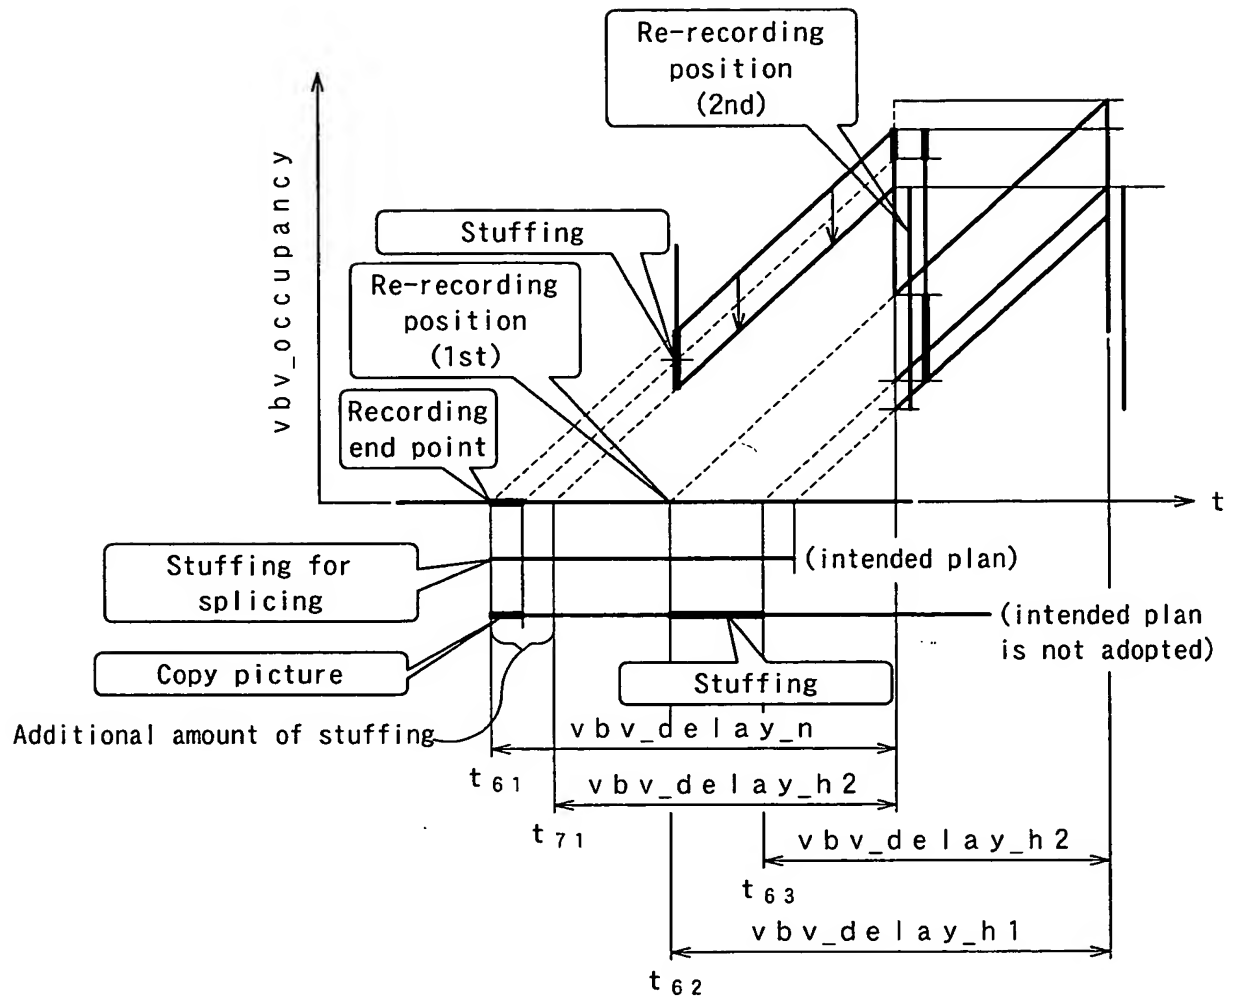 Re-recording
position
(2nd)
vbv_occupancy
Stuffing
Re-recording
position
(1st)
Recording
end point
t
Stuffing for
splicing
(intended plan)
(intended plan
is not adopted)
Copy picture
Stuffing
Additional amount of stuffing
vbv_delay_n
t61
vbv_delay_h2
t71
vbv_delay_h2
t63
vbv_delay_h1
t62